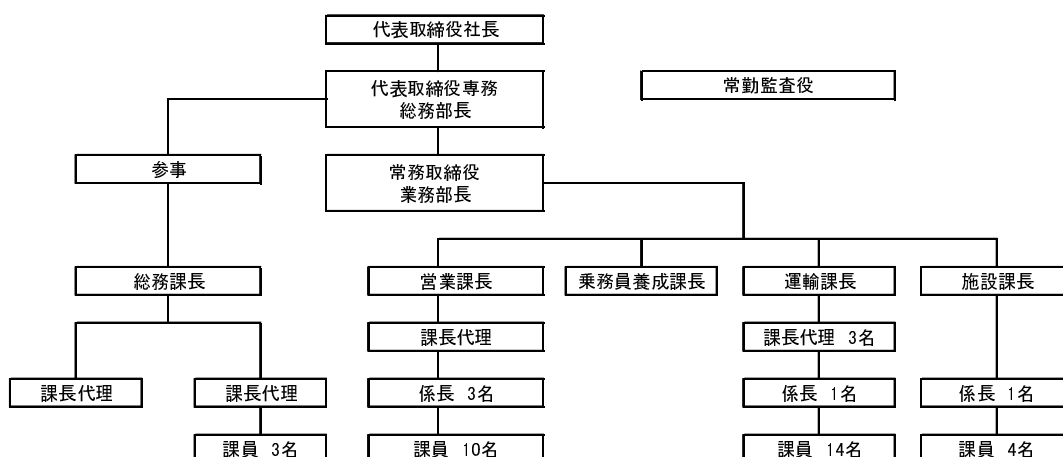 代表取締役社長
代表取締役専務
総務部長
常勤監査役
参事
常務取締役
業務部長
総務課長
営業課長
乗務員養成課長
運輸課長
施設課長
課長代理
課長代理 3名
課長代理
課長代理
係長 3名
係長 1名
係長 1名
課員 3名
課員 10名
課員 14名
課員 4名